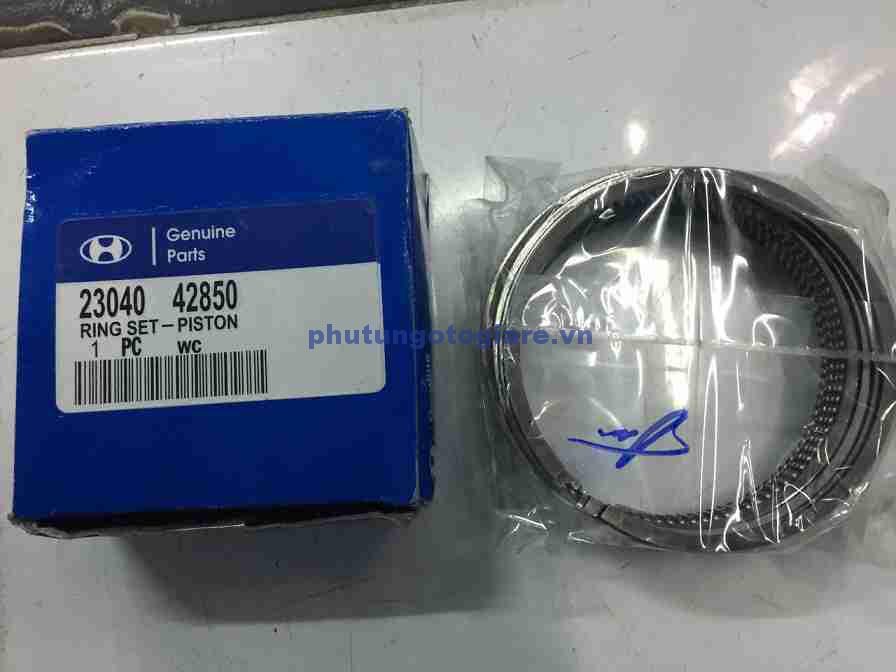 Genuine
Parts
23040 42850
RING SET-PISTON
1 PC WC
phutungotogiare.vn